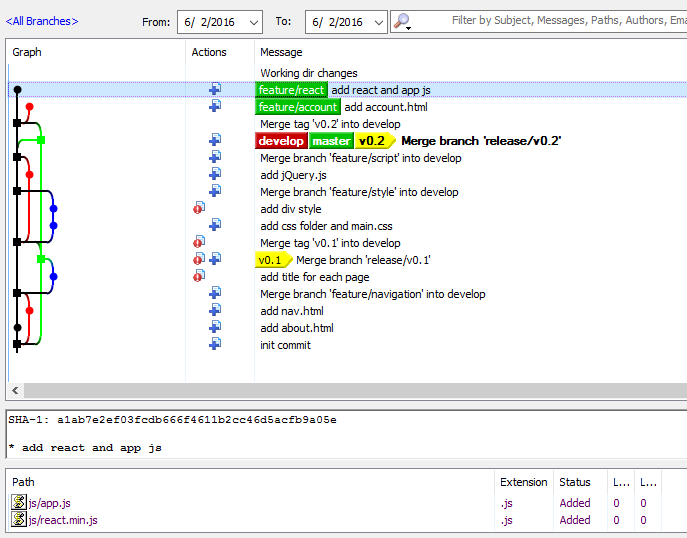 <All Branches> From: 6/ 2/2016 To: 6/ 2/2016 Filter by Subject, Messages, Paths, Authors, Ema
Graph Actions Message
Working dir changes
feature/react add react and app js
feature/account add account.html
Merge tag 'v0.2' into develop
develop master v0.2 Merge branch 'release/v0.2'
Merge branch 'feature/script' into develop
add jQuery.js
Merge branch 'feature/style' into develop
add div style
add css folder and main.css
Merge tag 'v0.1' into develop
v0.1 Merge branch 'release/v0.1'
add title for each page
Merge branch 'feature/navigation' into develop
add nav.html
add about.html
init commit
SHA-1: a1ab7e2ef03fcdb666f4611b2cc46d5acfb9a05e
* add react and app js
Path Extension Status L... L...
js/app.js .js Added 0 0
js/react.min.js .js Added 0 0